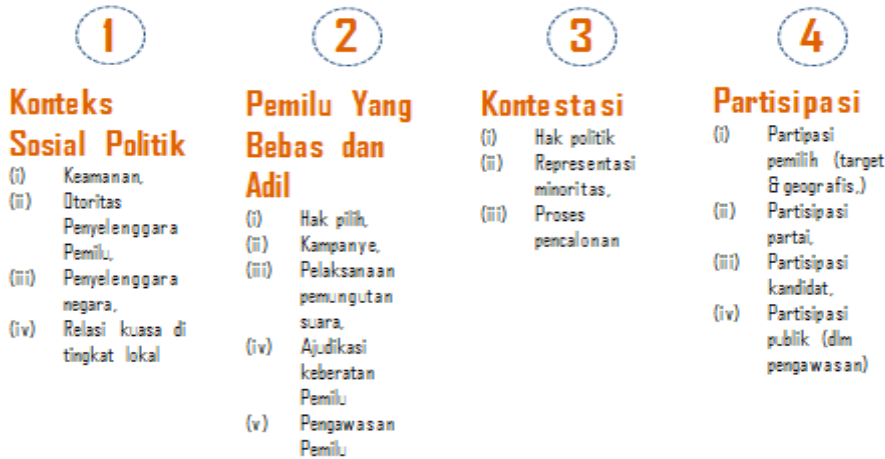 1
Konteks
Sosial Politik
(i) Keamanan,
(ii) Otoritas
Penyelenggara
Pemilu,
(iii) Penyelenggara
negara,
(iv) Relasi kuasa di
tingkat lokal
2
Pemilu Yang
Bebas dan
Adil
(i) Hak pilih,
(ii) Kampanye,
(iii) Pelaksanaan
pemungutan
suara,
(iv) Ajudikasi
keberatan
Pemilu
(v) Pengawasan
Pemilu
3
Kontestasi
(i) Hak politik
(ii) Representasi
minoritas,
(iii) Proses
pencalonan
4
Partisipasi
(i) Partipasi
pemilih (target
& geografis,)
(ii) Partisipasi
partai,
(iii) Partisipasi
kandidat,
(iv) Partisipasi
publik (dlm
pengawasan)